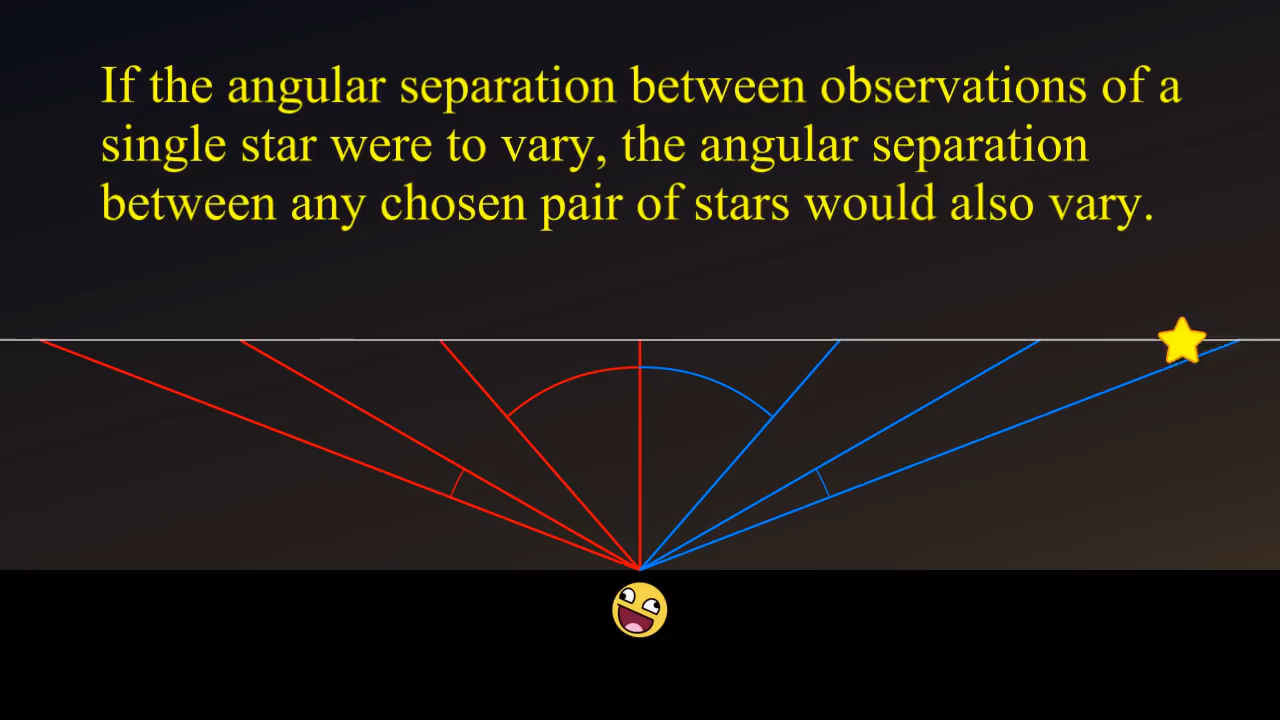 If the angular separation between observations of a
single star were to vary, the angular separation
between any chosen pair of stars would also vary.